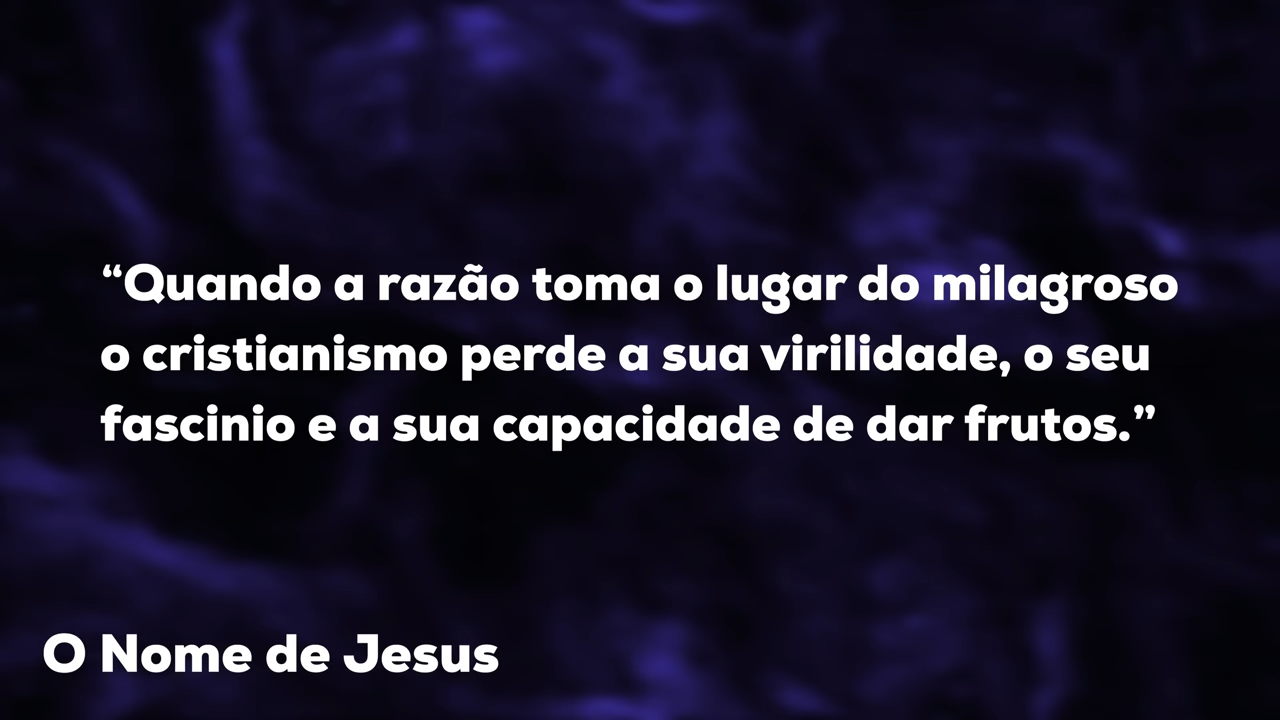 “Quando a razão toma o lugar do milagroso
o cristianismo perde a sua virilidade, o seu
fascinio e a sua capacidade de dar frutos.”
O Nome de Jesus